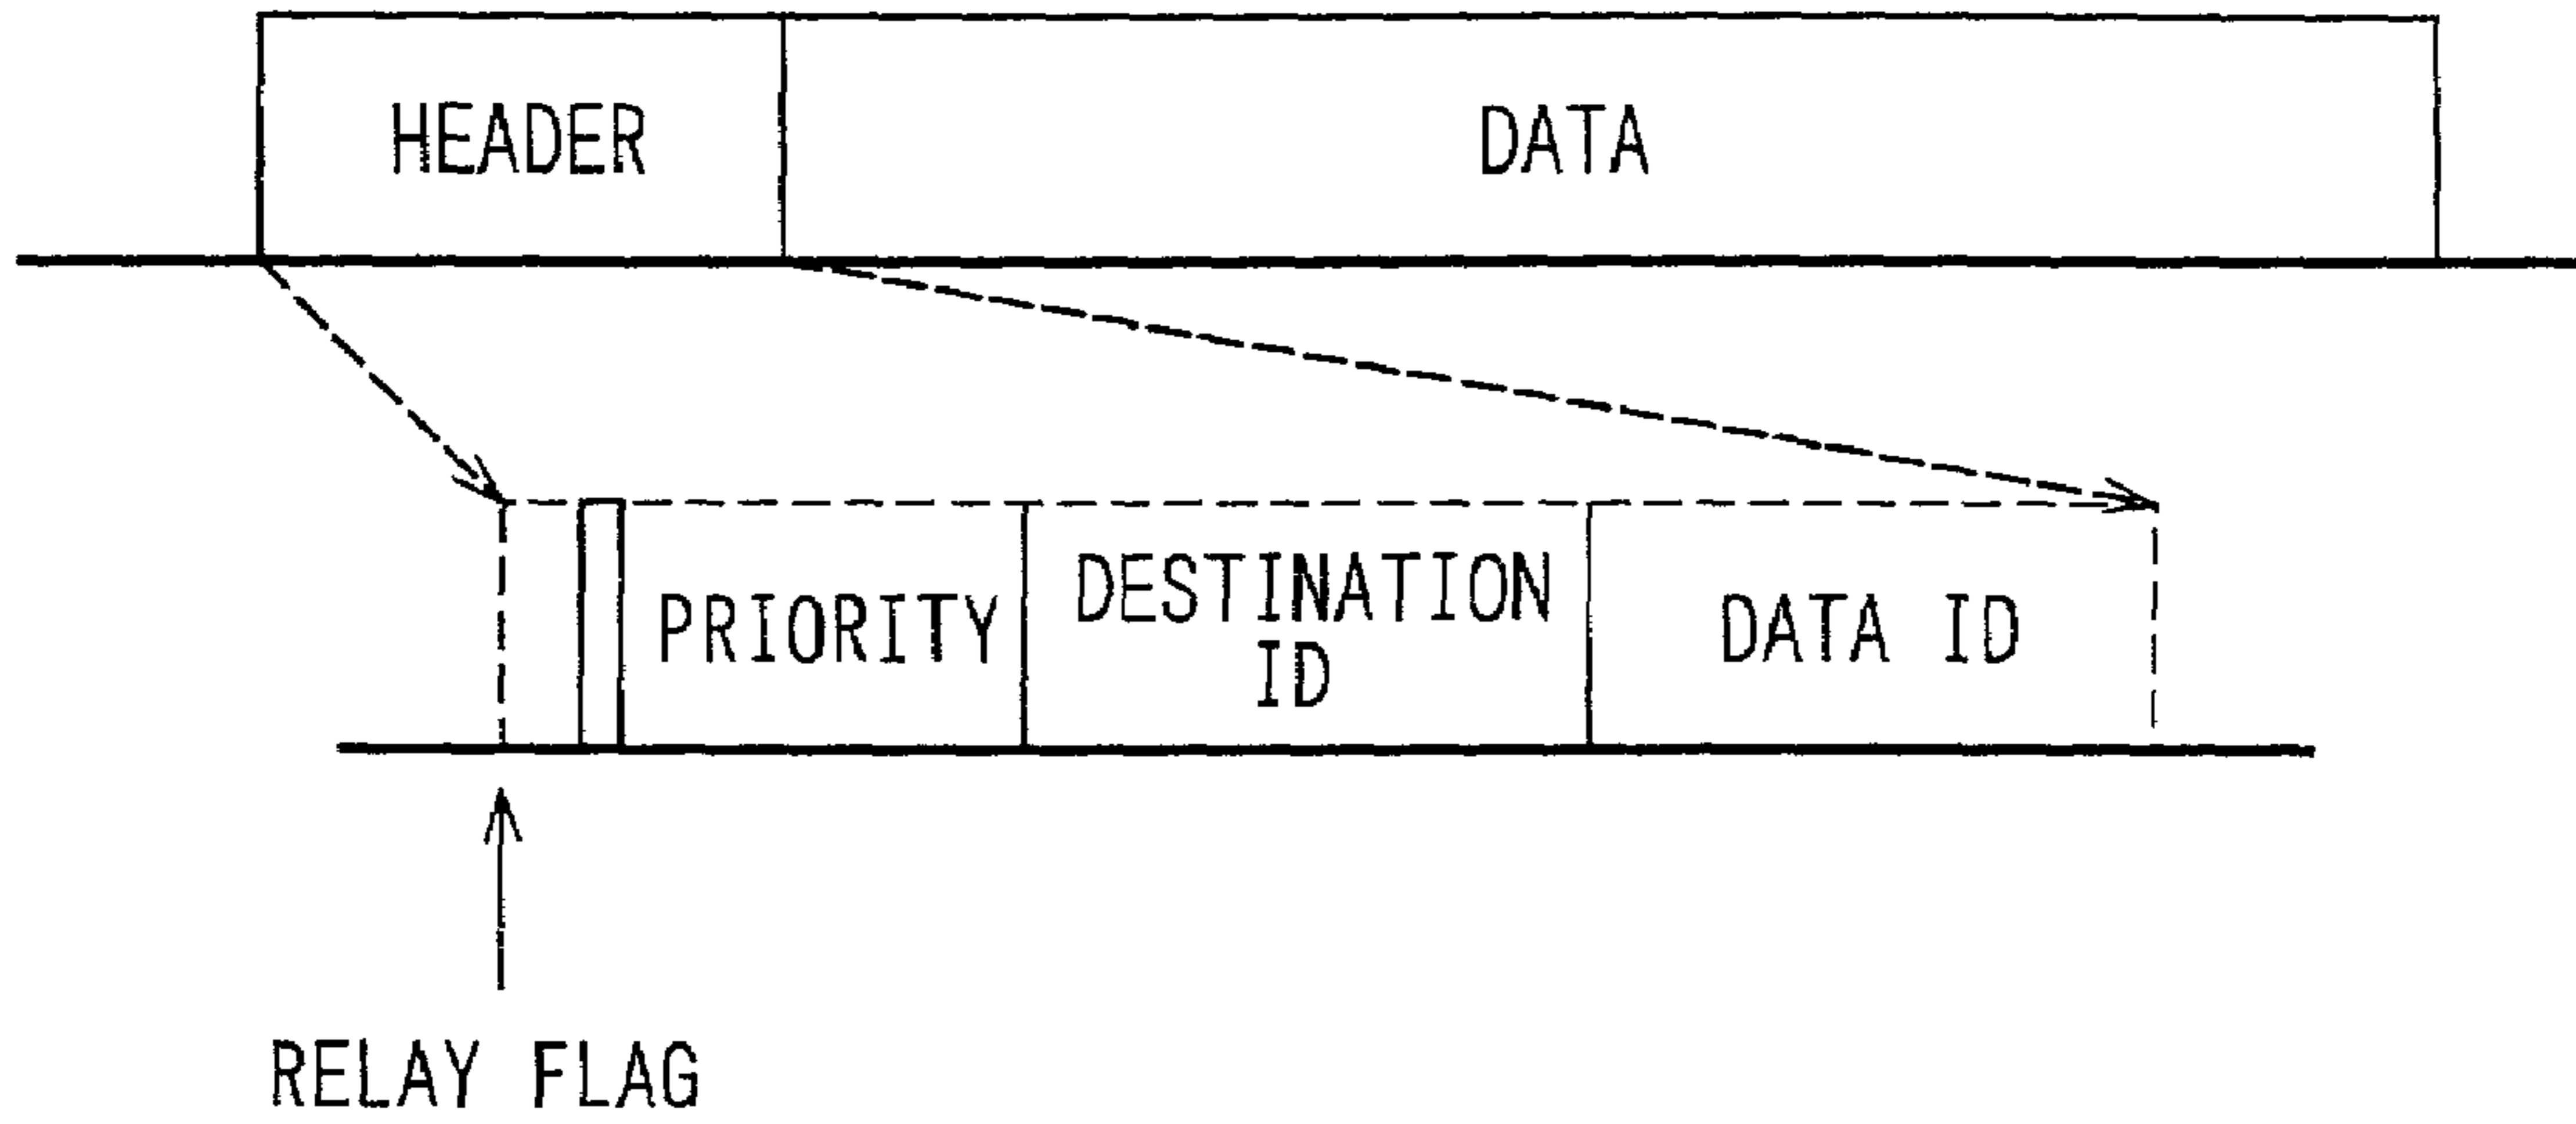 HEADER
DATA
PRIORITY
DESTINATION
ID
DATA ID
RELAY FLAG